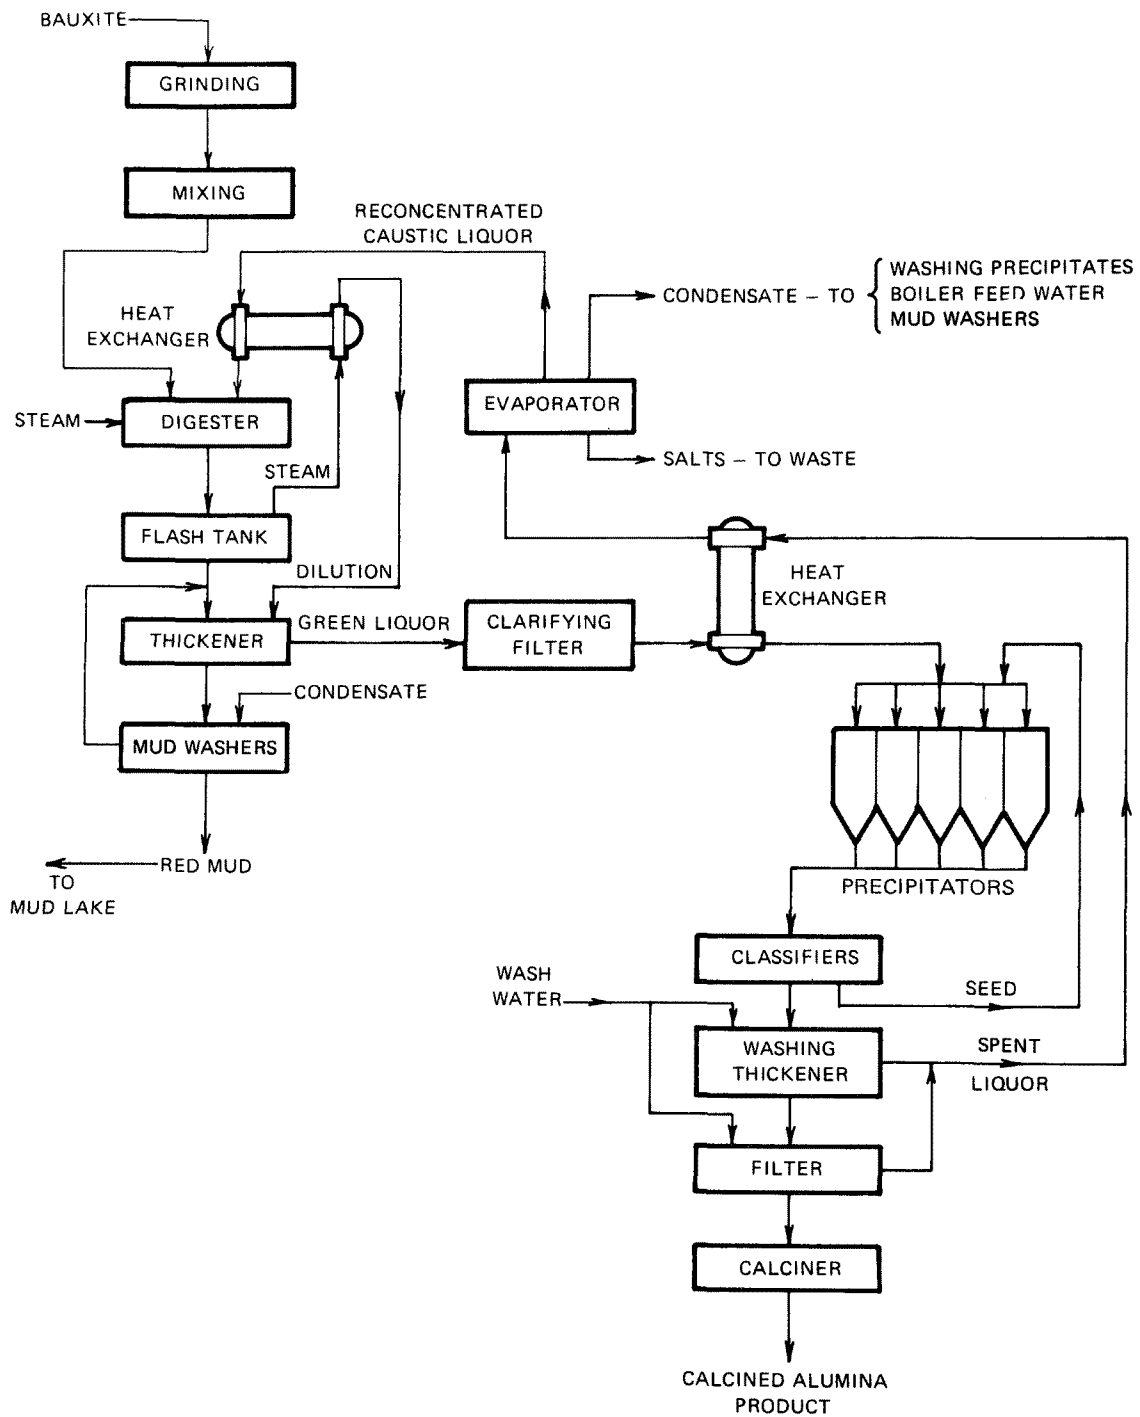 BAUXITE
GRINDING
MIXING
RECONCENTRATED
CAUSTIC LIQUOR
HEAT
EXCHANGER
CONDENSATE – TO
WASHING PRECIPITATES
BOILER FEED WATER
MUD WASHERS
EVAPORATOR
STEAM
DIGESTER
SALTS – TO WASTE
STEAM
FLASH TANK
DILUTION
HEAT
EXCHANGER
THICKENER
GREEN LIQUOR
CLARIFYING
FILTER
CONDENSATE
MUD WASHERS
RED MUD
TO
MUD LAKE
PRECIPITATORS
CLASSIFIERS
WASH
WATER
SEED
WASHING
THICKENER
SPENT
LIQUOR
FILTER
CALCINER
CALCINED ALUMINA
PRODUCT